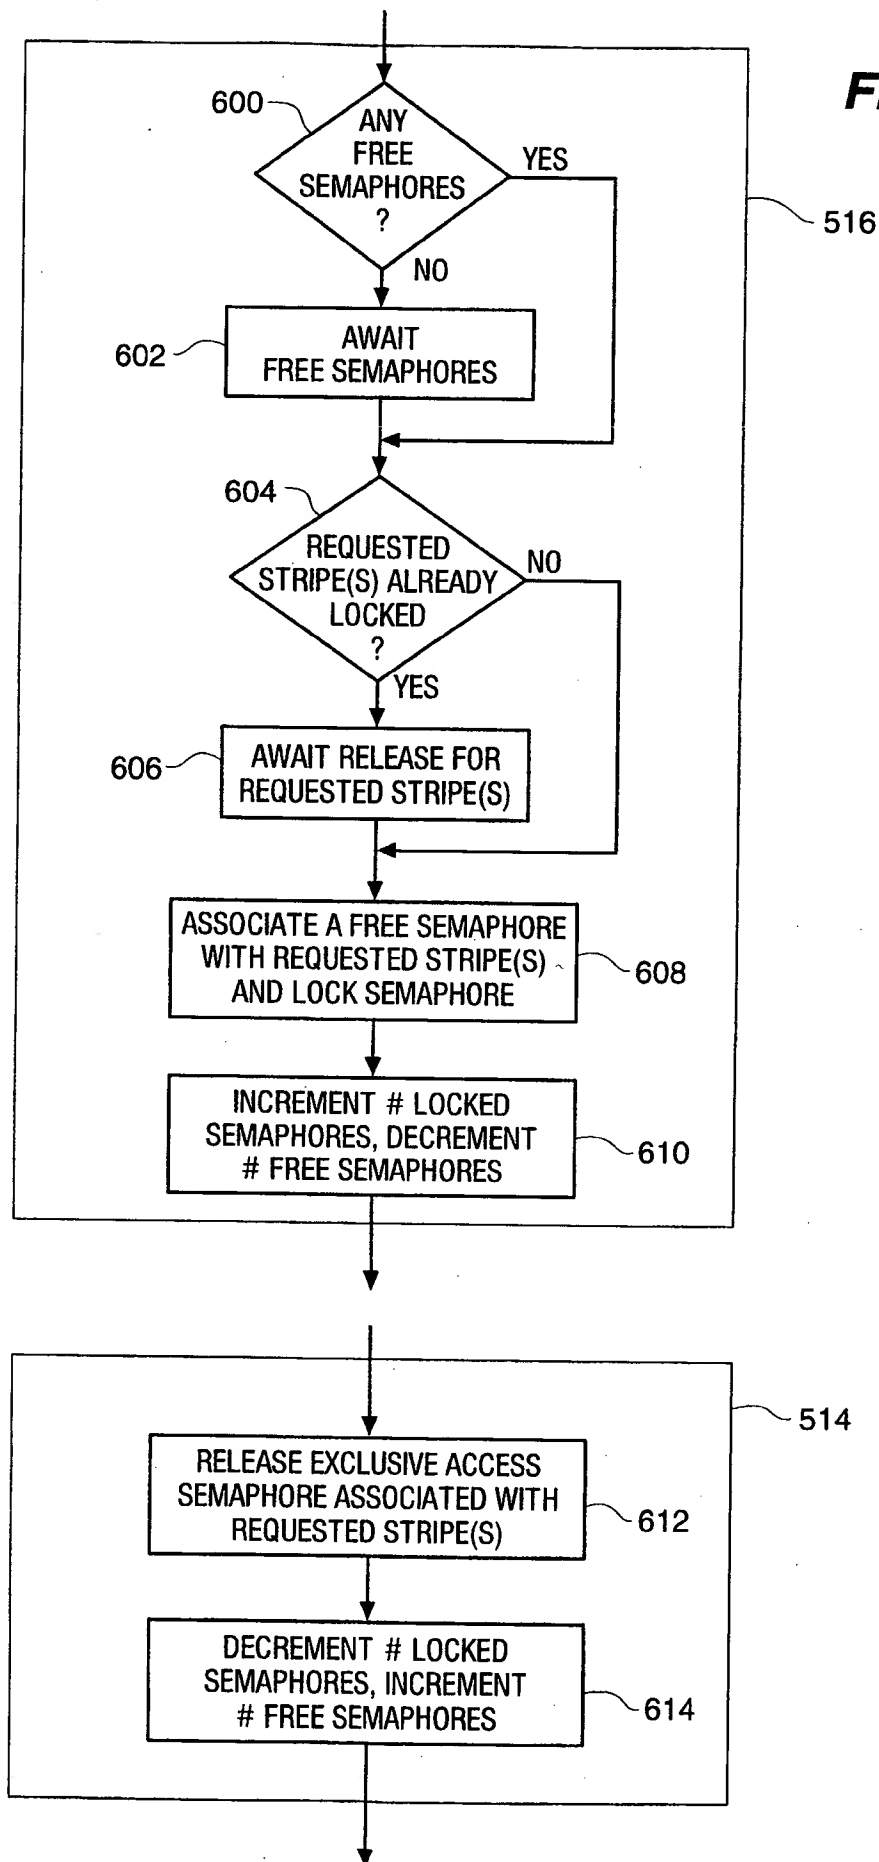 600
ANY
FREE
SEMAPHORES
?
YES
516
NO
602
AWAIT
FREE SEMAPHORES
604
REQUESTED
STRIPE(S) ALREADY
LOCKED
?
NO
YES
606
AWAIT RELEASE FOR
REQUESTED STRIPE(S)
ASSOCIATE A FREE SEMAPHORE
WITH REQUESTED STRIPE(S)
AND LOCK SEMAPHORE
608
INCREMENT # LOCKED
SEMAPHORES, DECREMENT
# FREE SEMAPHORES
610
514
RELEASE EXCLUSIVE ACCESS
SEMAPHORE ASSOCIATED WITH
REQUESTED STRIPE(S)
612
DECREMENT # LOCKED
SEMAPHORES, INCREMENT
# FREE SEMAPHORES
614